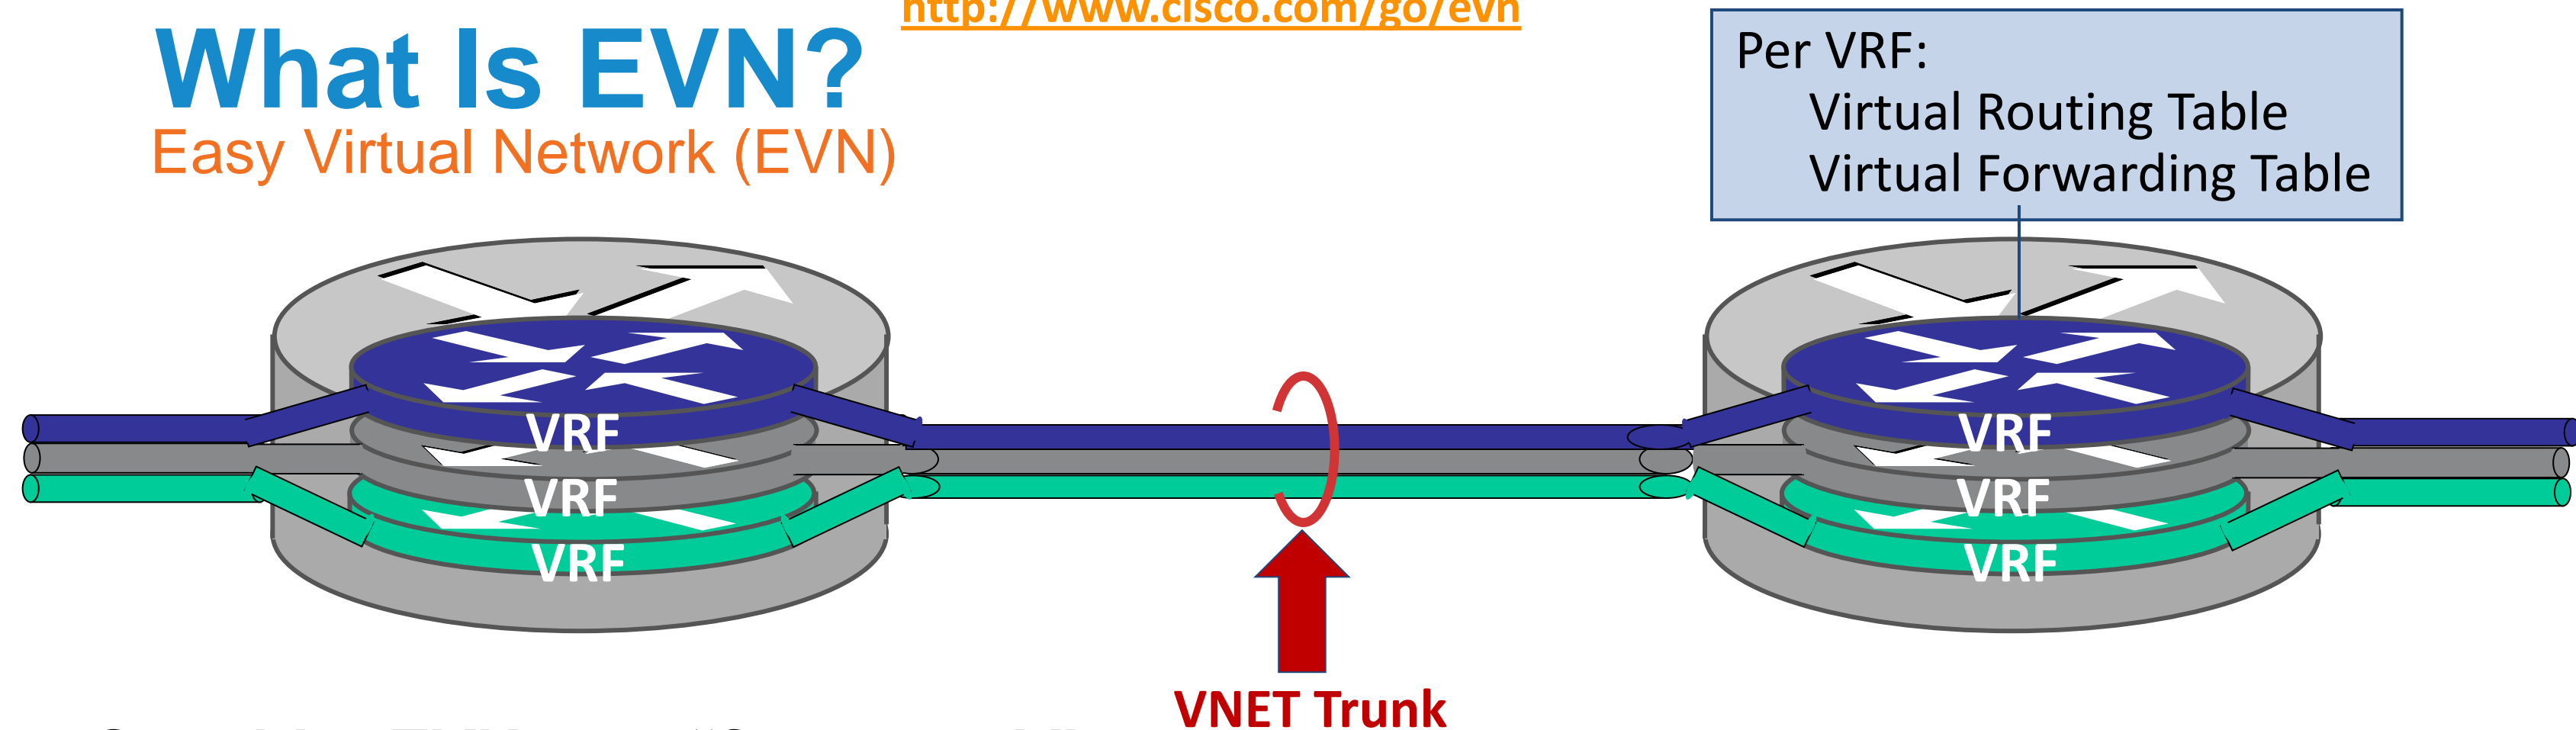 http://www.cisco.com/go/evn
What Is EVN?
Easy Virtual Network (EVN)
Per VRF:
Virtual Routing Table
Virtual Forwarding Table
VRF
VRF
VRF
VRF
VRF
VRF
VNET Trunk